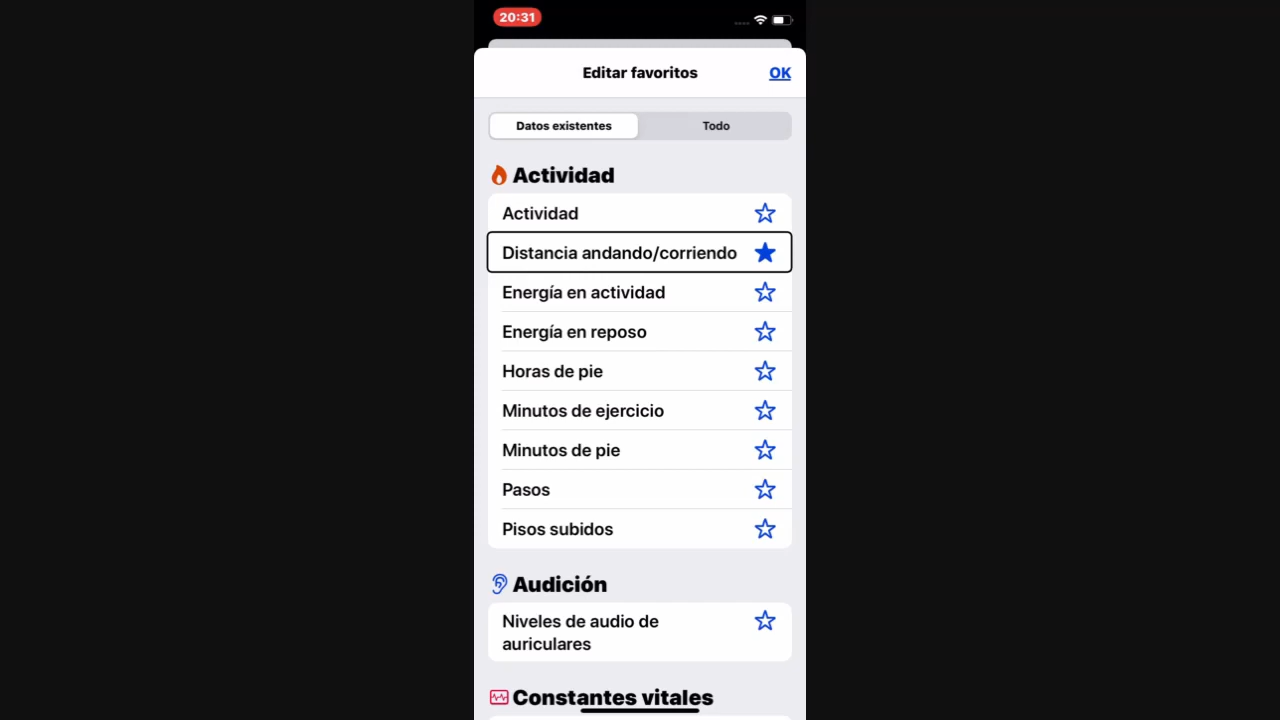 20:31
Editar favoritos
OK
Datos existentes
Todo
Actividad
Actividad
Distancia andando/corriendo
Energía en actividad
Energía en reposo
Horas de pie
Minutos de ejercicio
Minutos de pie
Pasos
Pisos subidos
Audición
Niveles de audio de
auriculares
Constantes vitales